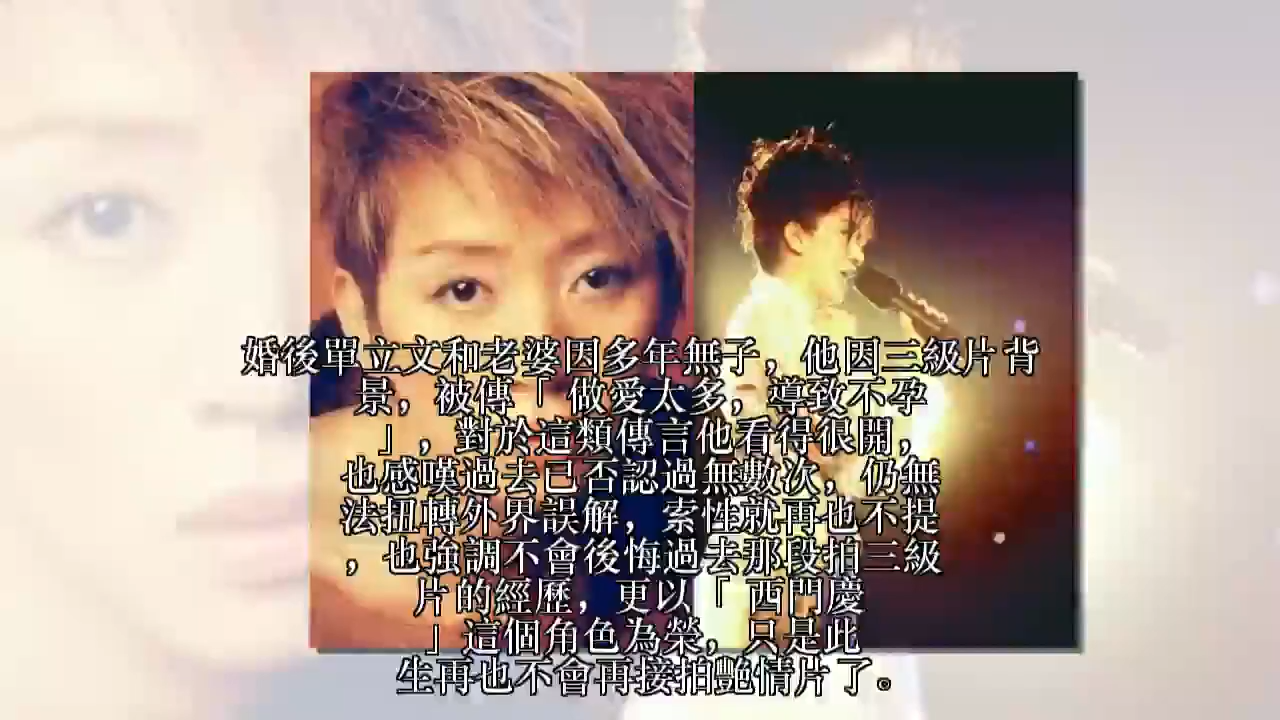 婚後單立文和老婆因多年無子，他因三級片背
景，被傳「 做愛太多，導致不孕
」，對於這類傳言他看得很開，
也感嘆過去已否認過無數次，仍無
法扭轉外界誤解，索性就再也不提
，也強調不會後悔過去那段拍三級
片的經歷，更以「 西門慶
」這個角色為榮，只是此
生再也不會再接拍艷情片了。